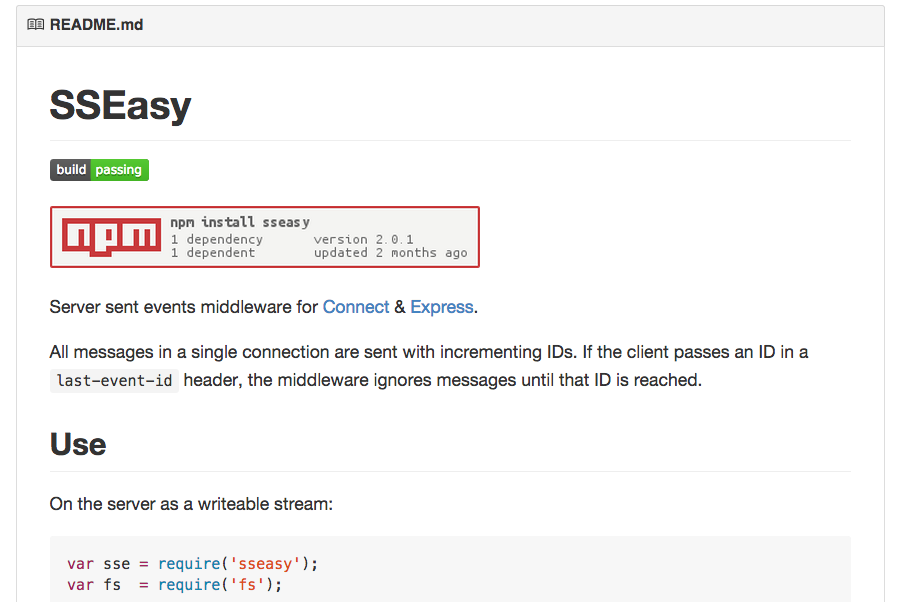 README.md
SSEasy
build passing
npm npm install sseasy
1 dependency version 2.0.1
1 dependent updated 2 months ago
Server sent events middleware for Connect & Express.
All messages in a single connection are sent with incrementing IDs. If the client passes an ID in a
last-event-id header, the middleware ignores messages until that ID is reached.
Use
On the server as a writeable stream:
var sse = require('sseasy');
var fs  = require('fs');